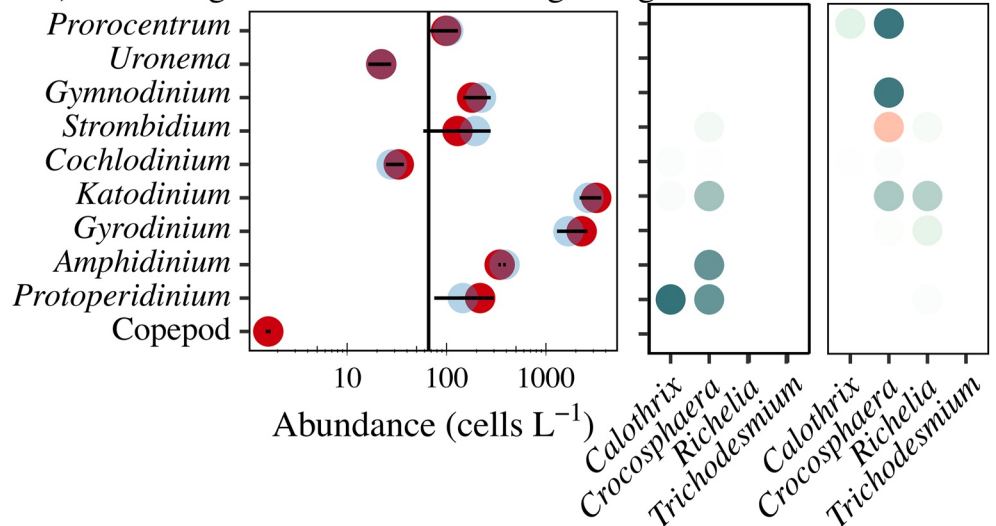 Prorocentrum
Uronema
Gymnodinium
Strombidium
Cochlodinium
Katodinium
Gyrodinium
Amphidinium
Protoperidinium
Copepod
10 100 1000
Abundance (cells L⁻¹)
Calothrix
Crocosphaera
Richelia
Trichodesmium
Calothrix
Crocosphaera
Richelia
Trichodesmium